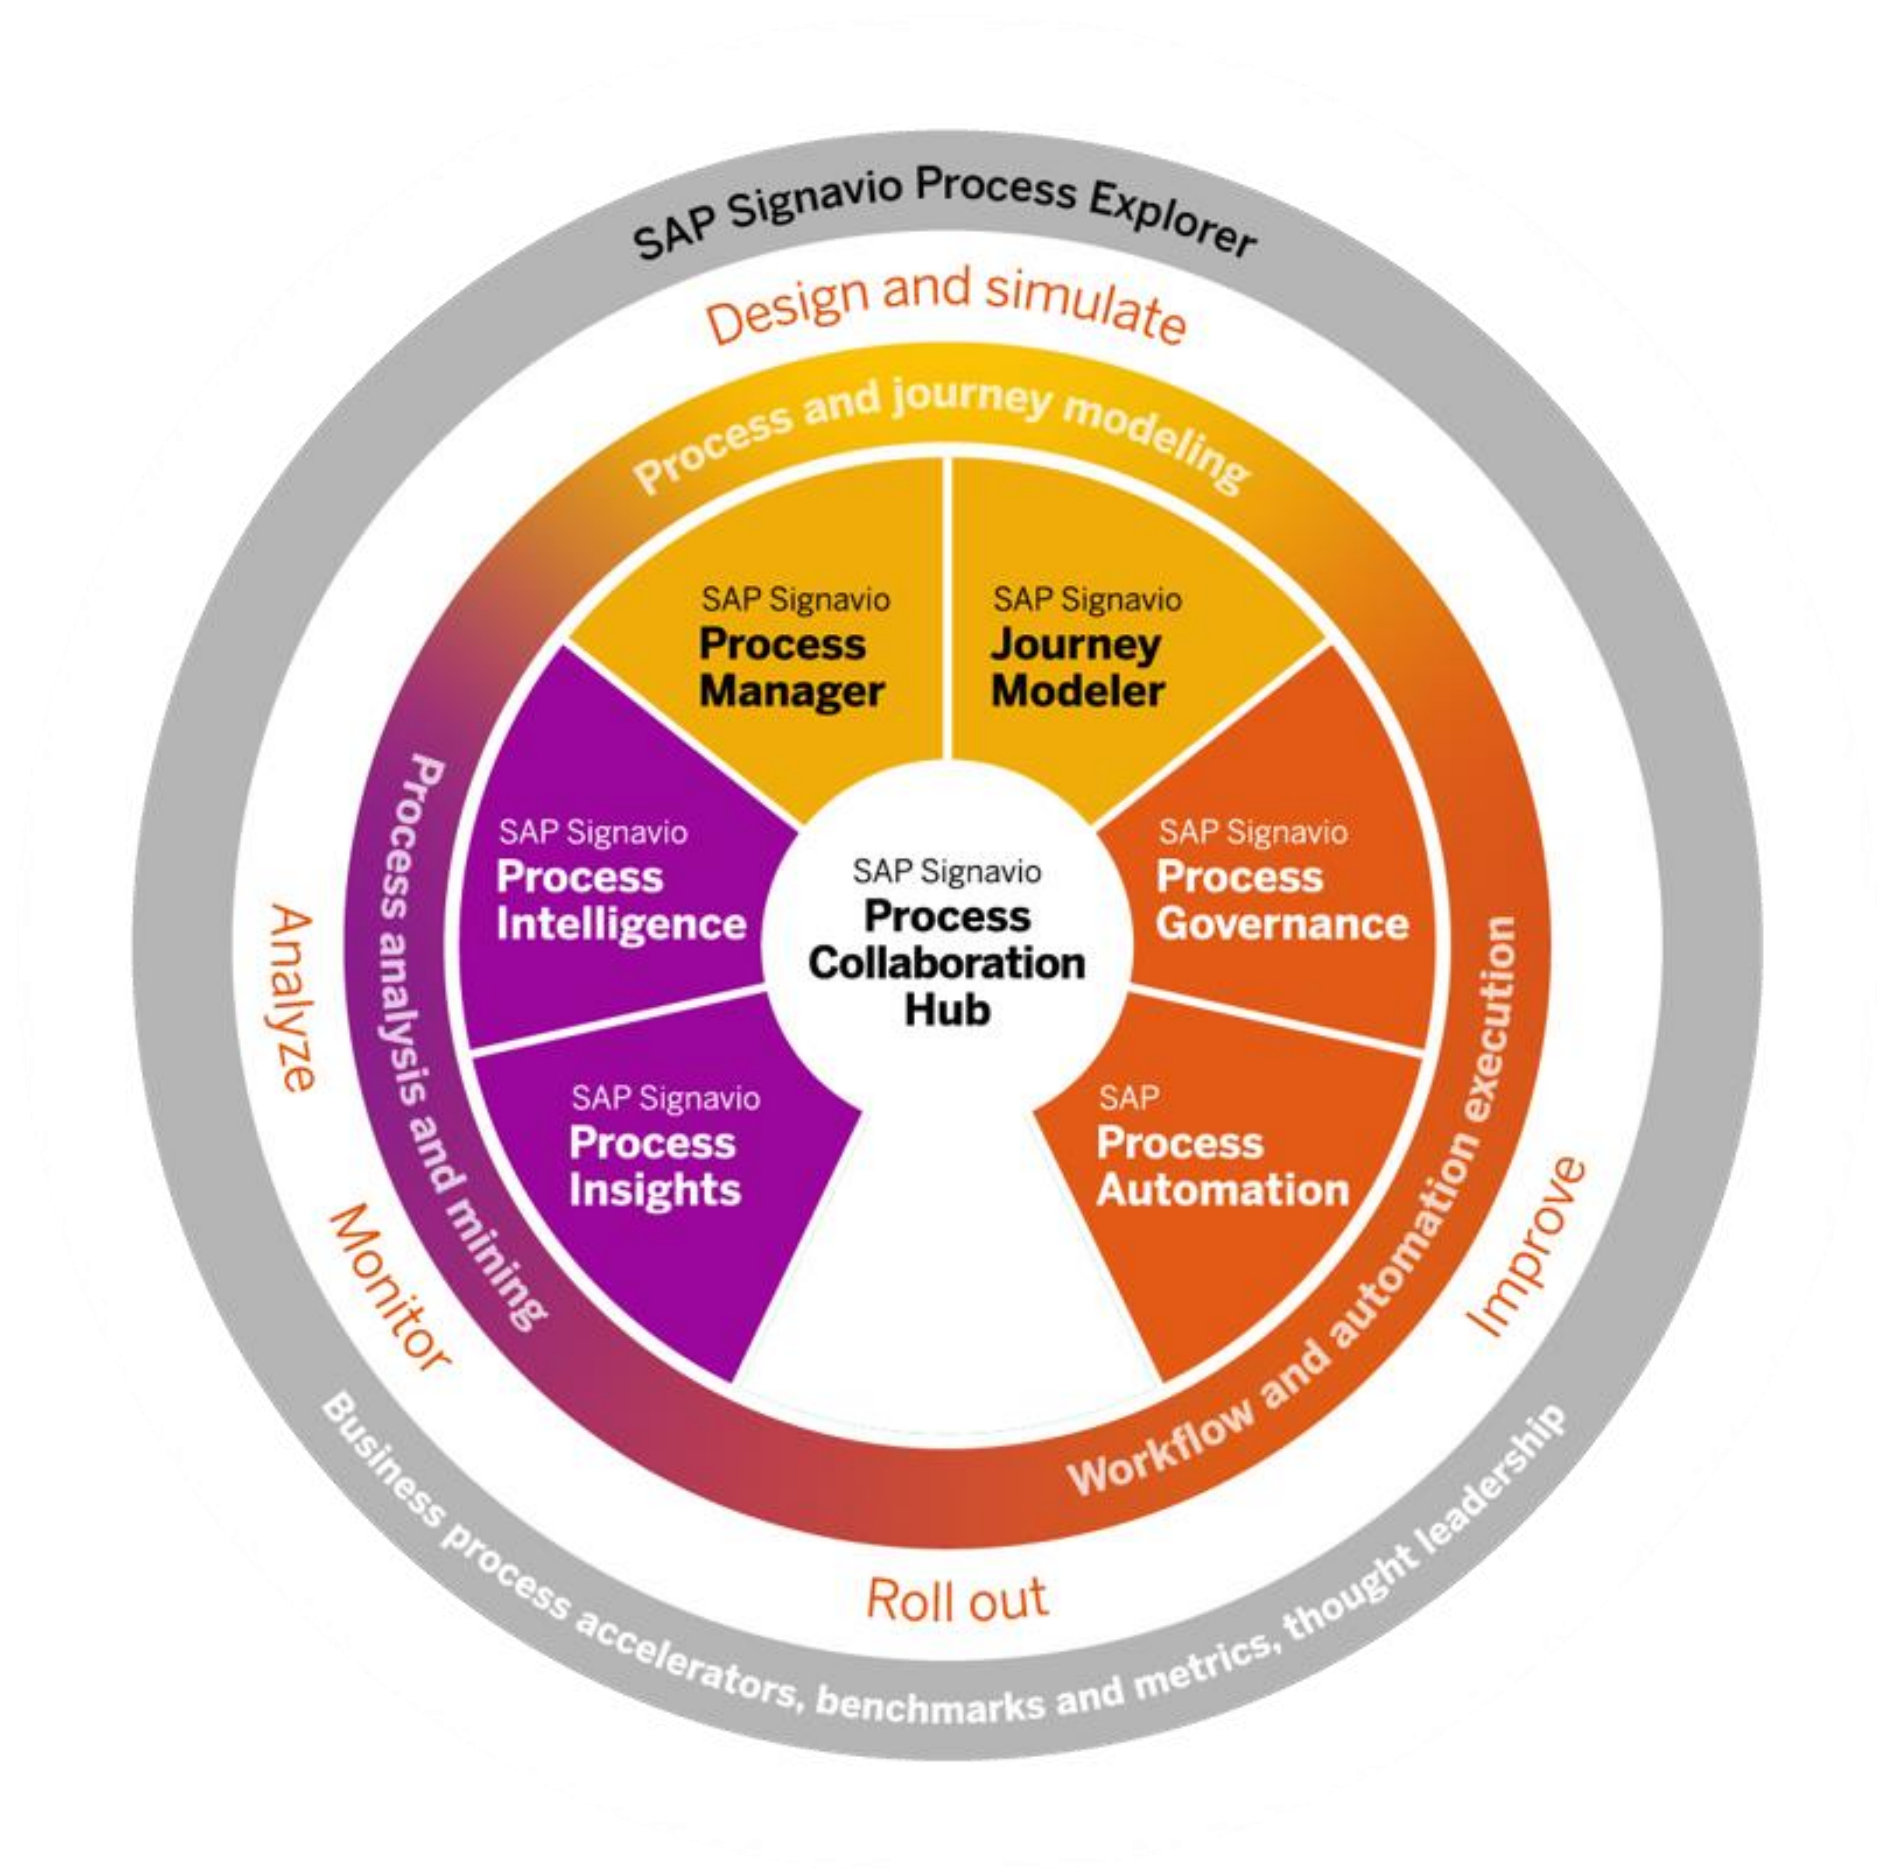 SAP Signavio Process Explorer
Design and simulate
Process and journey modeling
SAP Signavio
Process
Manager
SAP Signavio
Journey
Modeler
SAP Signavio
Process
Intelligence
SAP Signavio
Process
Governance
SAP Signavio
Process
Collaboration
Hub
SAP Signavio
Process
Insights
SAP
Process
Automation
Process analysis and mining
Workflow and automation execution
Analyze
Monitor
Improve
Roll out
Business process accelerators, benchmarks and metrics, thought leadership